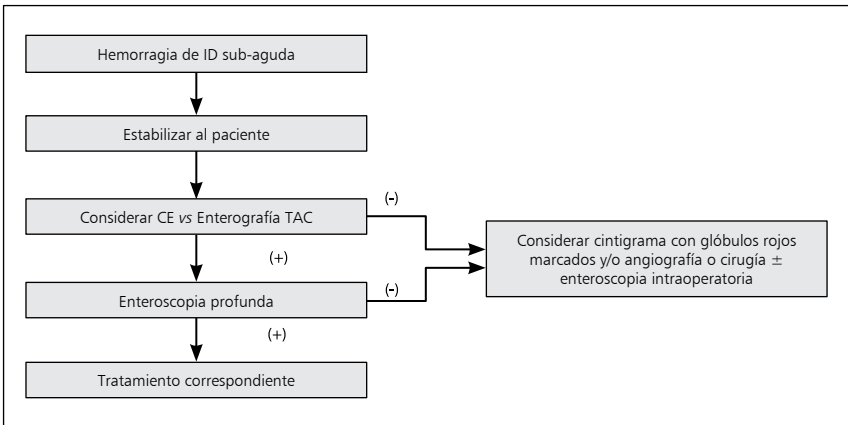 Hemorragia de ID sub-aguda
Estabilizar al paciente
(-)
Considerar CE vs Enterografía TAC
Considerar cintigrama con glóbulos rojos
marcados y/o angiografía o cirugía ±
enteroscopia intraoperatoria
(+)
(-)
Enteroscopia profunda
(+)
Tratamiento correspondiente